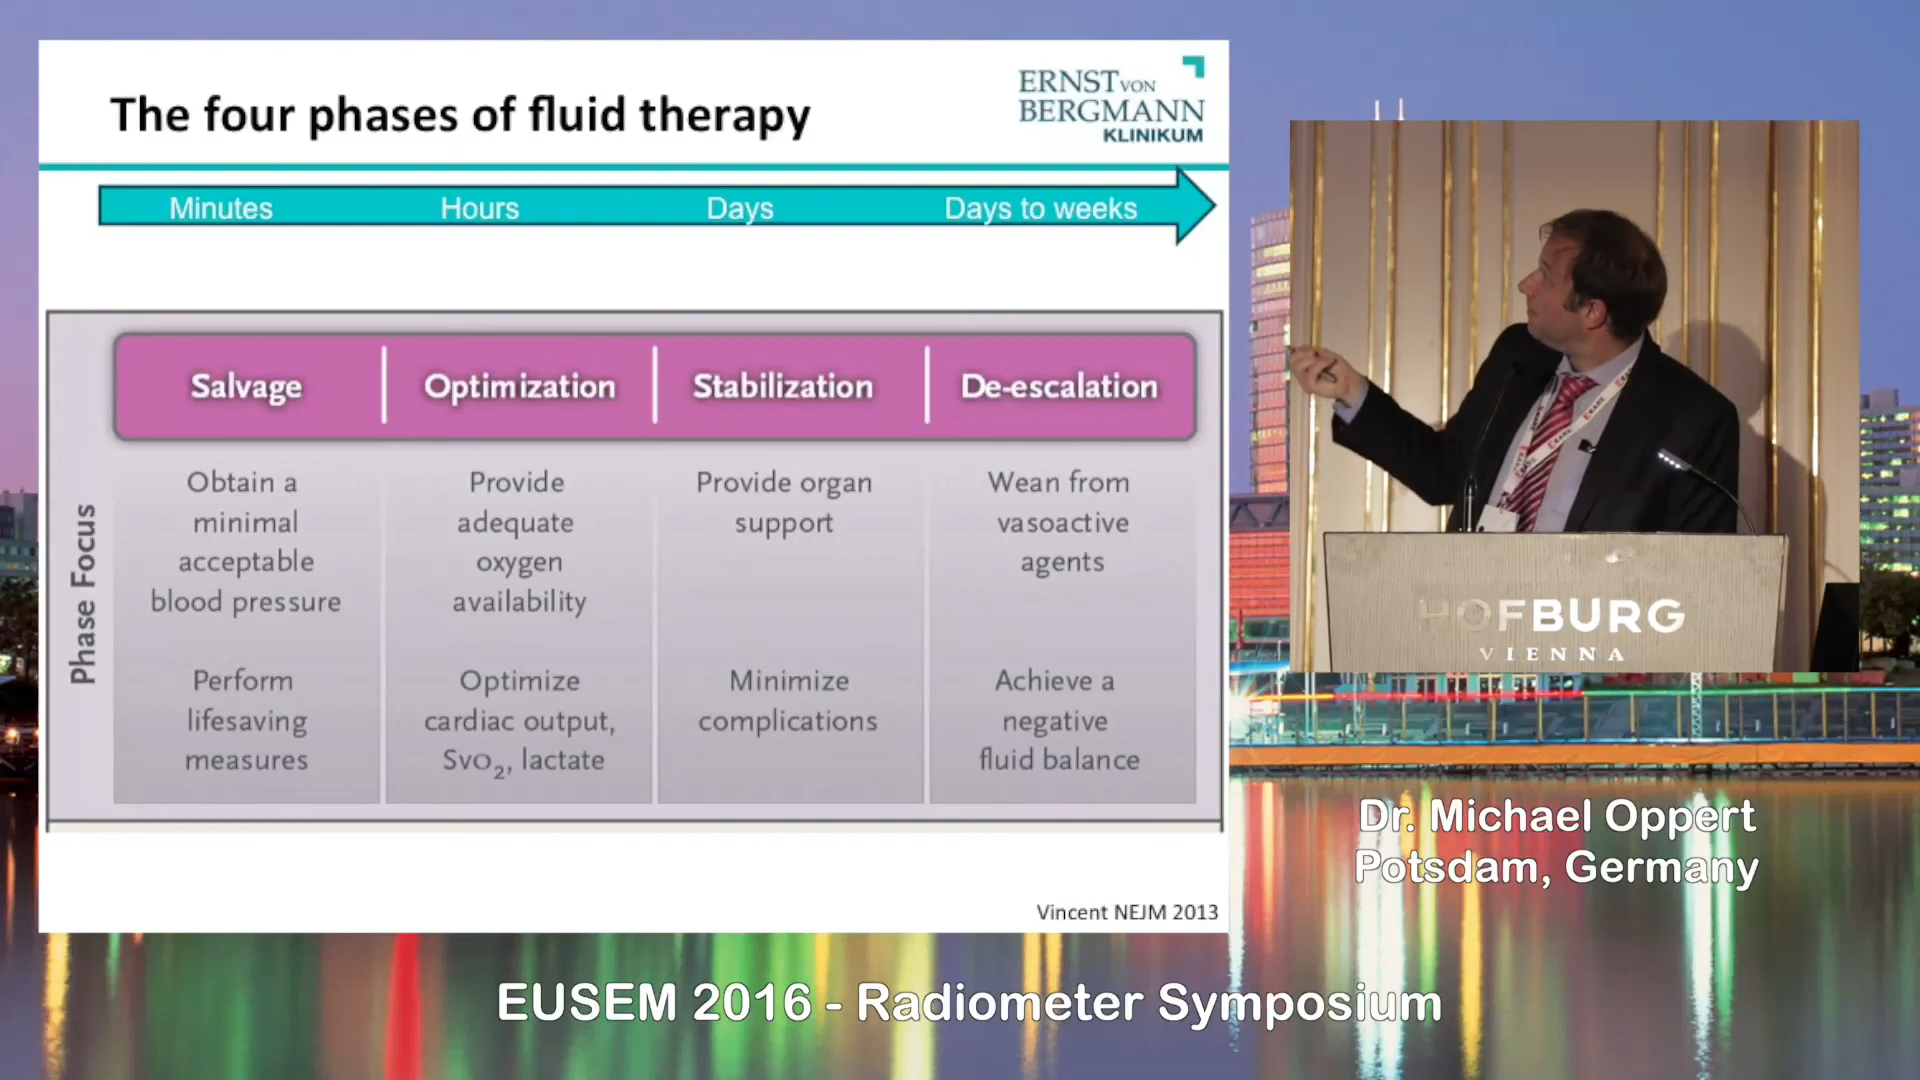 The four phases of fluid therapy
ERNST VON
BERGMANN
KLINIKUM
Minutes
Hours
Days
Days to weeks
Phase Focus
Salvage
Optimization
Stabilization
De-escalation
Obtain a
minimal
acceptable
blood pressure
Perform
lifesaving
measures
Provide
adequate
oxygen
availability
Optimize
cardiac output,
SvO₂, lactate
Provide organ
support
Minimize
complications
Wean from
vasoactive
agents
Achieve a
negative
fluid balance
Vincent NEJM 2013
HOFBURG
VIENNA
Dr. Michael Oppert
Potsdam, Germany
EUSEM 2016 - Radiometer Symposium